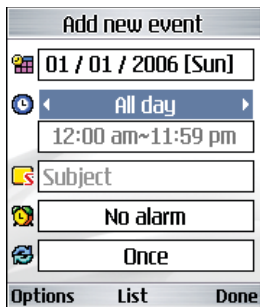 Add new event
01 / 01 / 2006 [Sun]
All day
12:00 am~11:59 pm
Subject
No alarm
Once
Options List Done